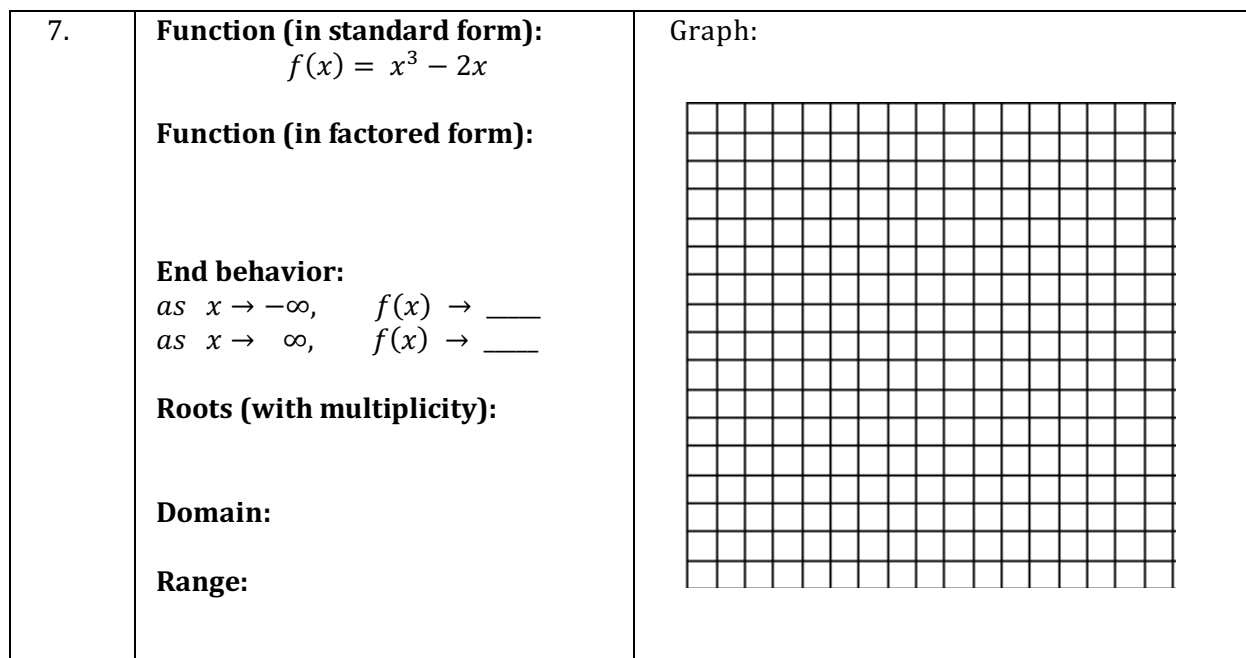 7.
Function (in standard form):
f(x) = x³ − 2x
Function (in factored form):
End behavior:
as x → −∞, f(x) → ____
as x → ∞, f(x) → ____
Roots (with multiplicity):
Domain:
Range:
Graph: